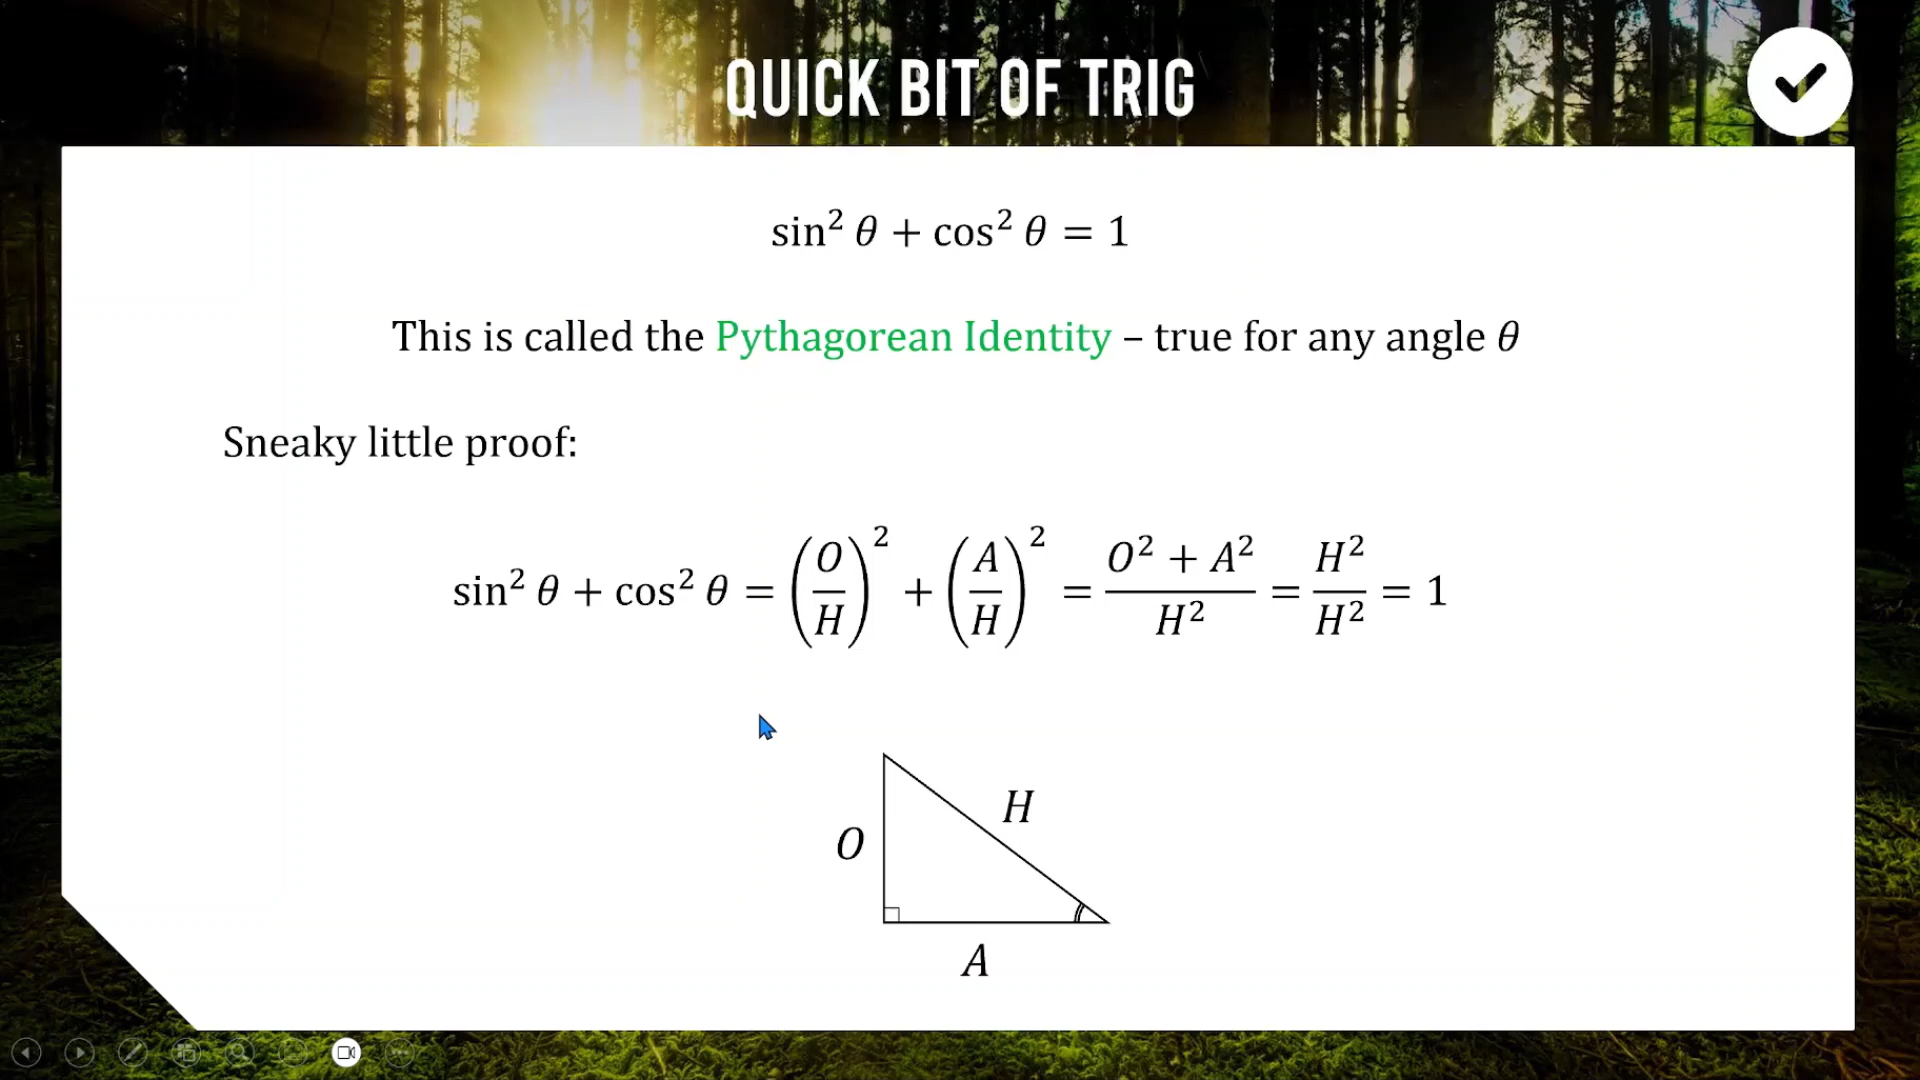 QUICK BIT OF TRIG
sin² θ + cos² θ = 1
This is called the Pythagorean Identity – true for any angle θ
Sneaky little proof:
sin² θ + cos² θ = (O/H)² + (A/H)² = (O² + A²)/H² = H²/H² = 1
H
O
A